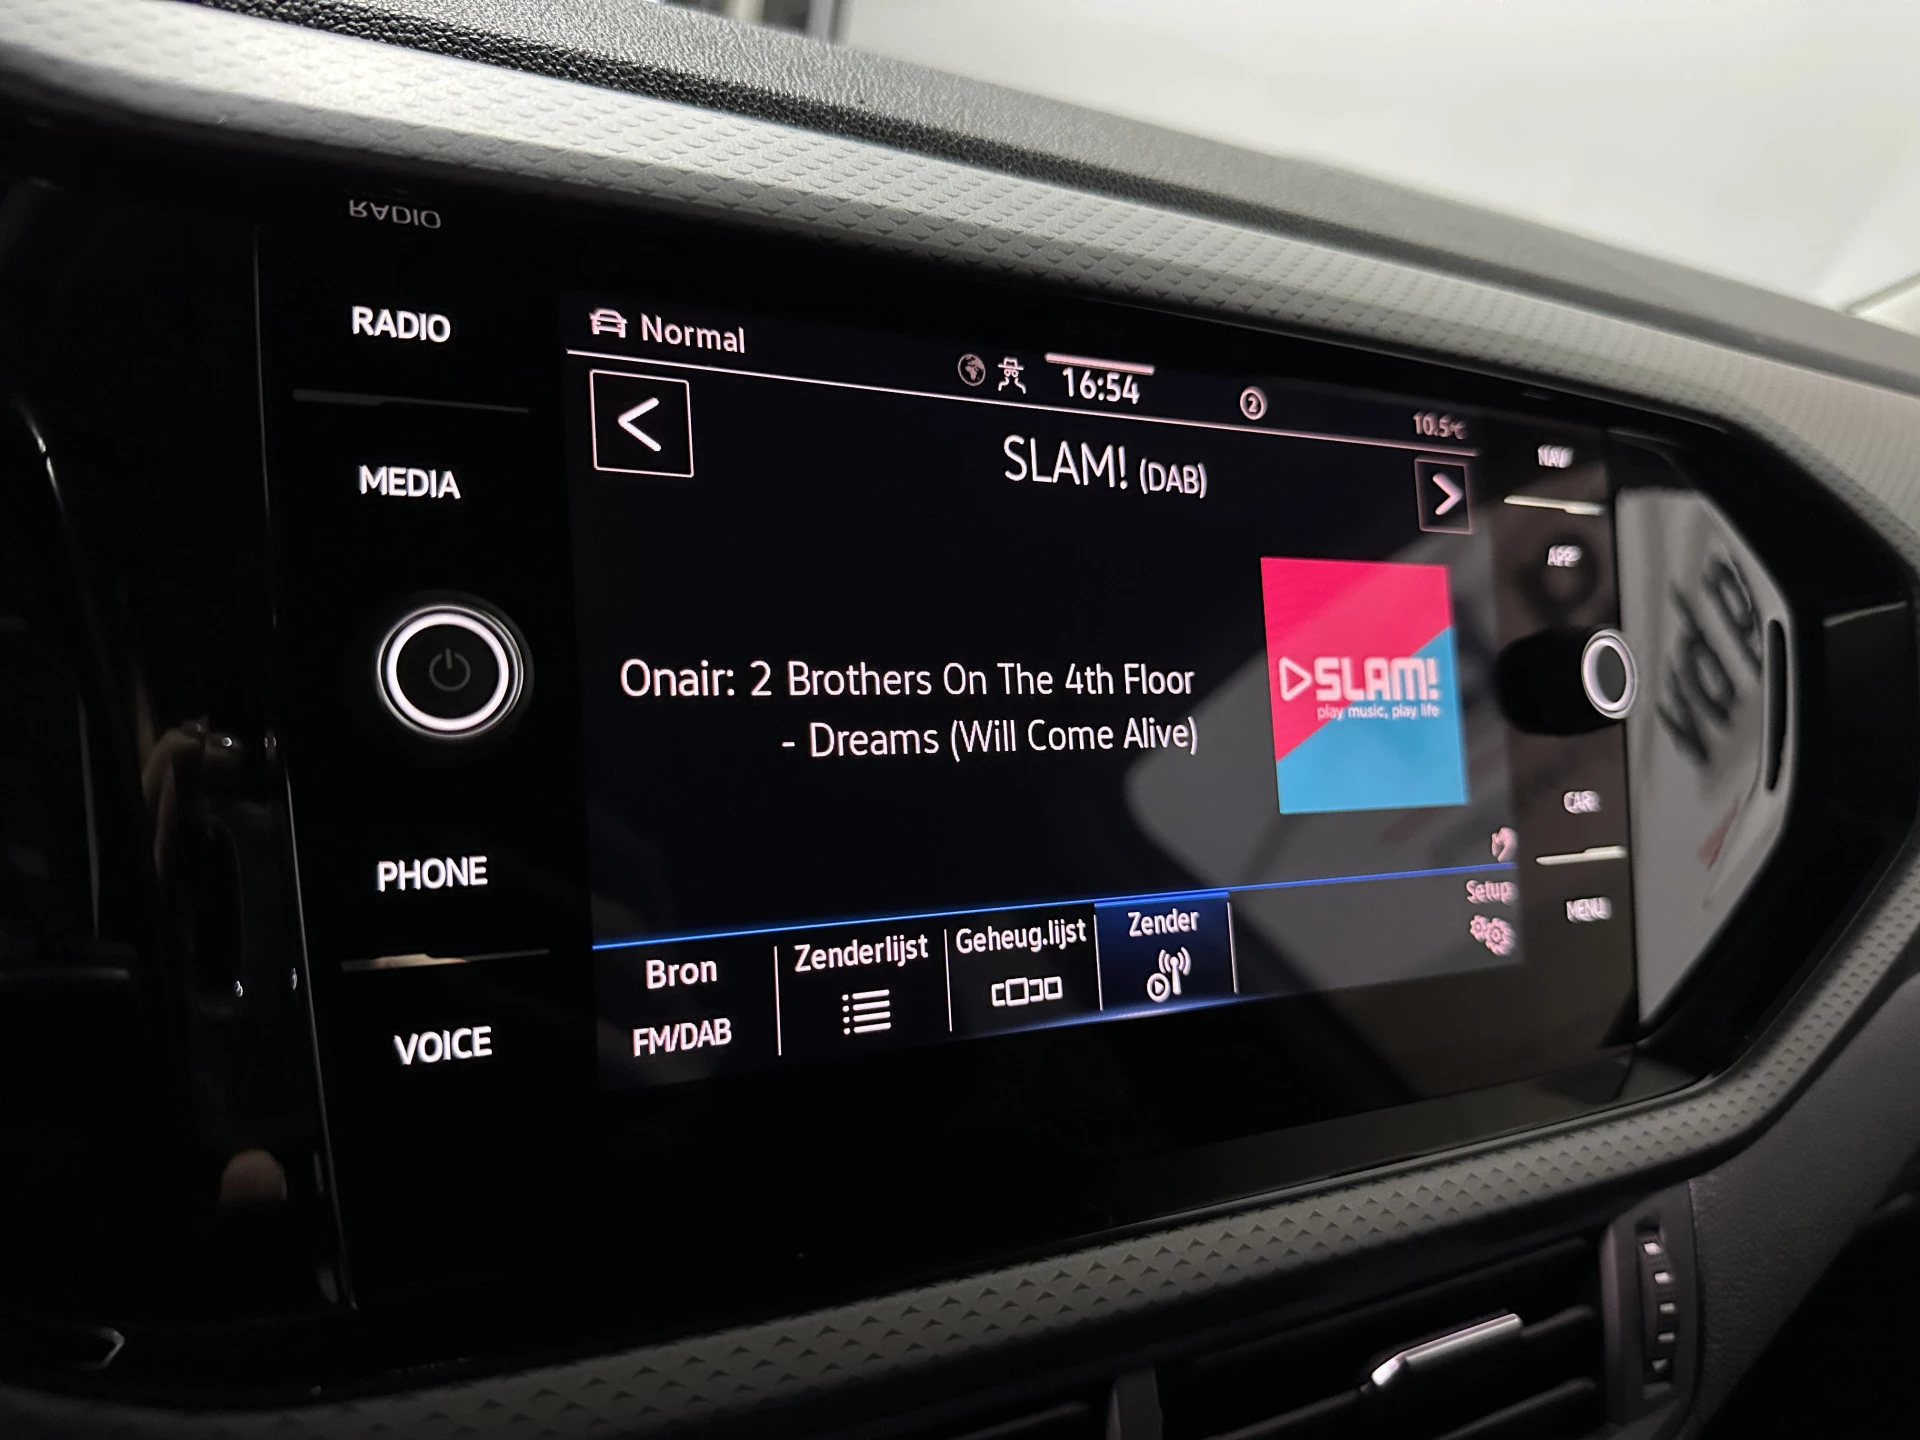 RADIO
MEDIA
PHONE
VOICE
Normal
16:54
2
10.5°C
SLAM! (DAB)
Onair: 2 Brothers On The 4th Floor
- Dreams (Will Come Alive)
SLAM!
play music, play life
Bron
FM/DAB
Zenderlijst
Geheug.lijst
Zender
Setup
NAV
APP
CAR
MENU